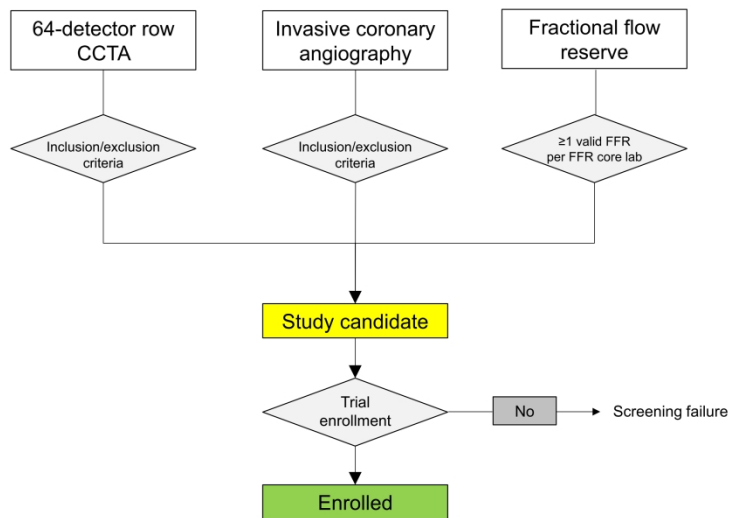 64-detector row
CCTA
Invasive coronary
angiography
Fractional flow
reserve
Inclusion/exclusion
criteria
Inclusion/exclusion
criteria
≥1 valid FFR
per FFR core lab
Study candidate
Trial
enrollment
No
Screening failure
Enrolled